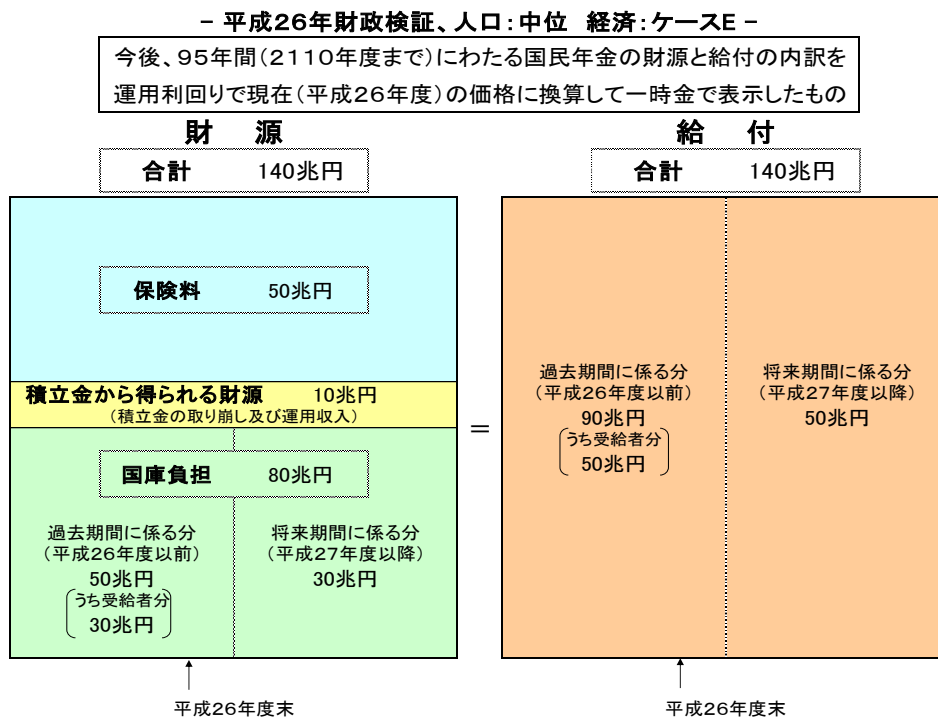 － 平成26年財政検証、人口：中位　経済：ケースE －
今後、95年間（2110年度まで）にわたる国民年金の財源と給付の内訳を
運用利回りで現在（平成26年度）の価格に換算して一時金で表示したもの
財　源
合計　140兆円
保険料　50兆円
積立金から得られる財源　10兆円
（積立金の取り崩し及び運用収入）
国庫負担　80兆円
過去期間に係る分
（平成26年度以前）
50兆円
うち受給者分
30兆円
将来期間に係る分
（平成27年度以降）
30兆円
平成26年度末
＝
給　付
合計　140兆円
過去期間に係る分
（平成26年度以前）
90兆円
うち受給者分
50兆円
将来期間に係る分
（平成27年度以降）
50兆円
平成26年度末